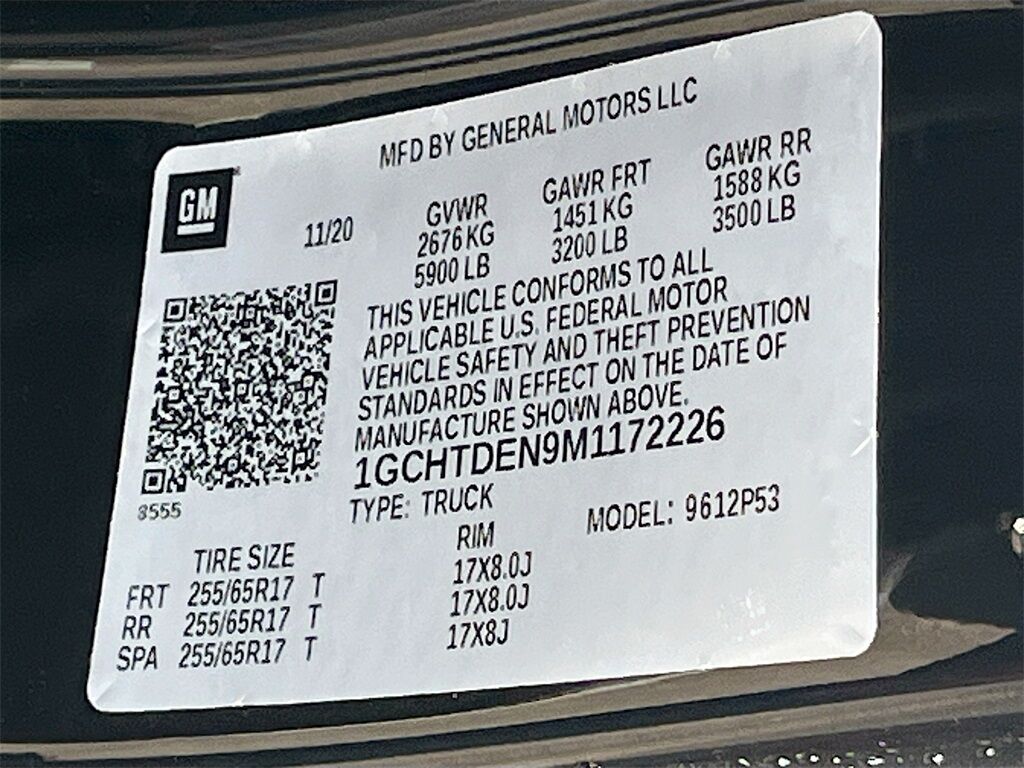 MFD BY GENERAL MOTORS LLC
GM
11/20
GVWR GAWR FRT GAWR RR
2676 KG 1451 KG 1588 KG
5900 LB 3200 LB 3500 LB
THIS VEHICLE CONFORMS TO ALL
APPLICABLE U.S. FEDERAL MOTOR
VEHICLE SAFETY AND THEFT PREVENTION
STANDARDS IN EFFECT ON THE DATE OF
MANUFACTURE SHOWN ABOVE.
1GCHTDEN9M1172226
8555
TYPE: TRUCK MODEL: 9612P53
TIRE SIZE RIM
FRT 255/65R17 T 17X8.0J
RR 255/65R17 T 17X8.0J
SPA 255/65R17 T 17X8J